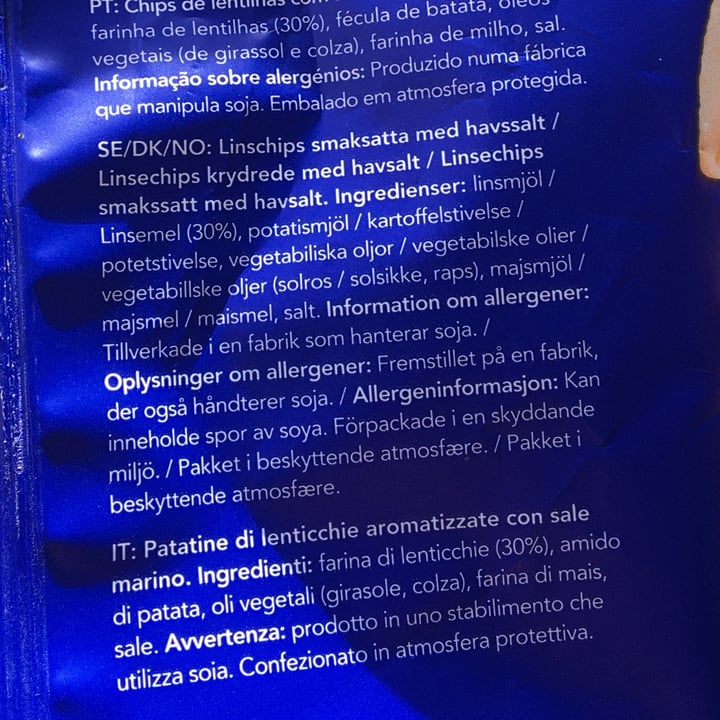 PT: Chips de lentilhas com
farinha de lentilhas (30%), fécula de batata, óleos
vegetais (de girassol e colza), farinha de milho, sal.
Informação sobre alergénios: Produzido numa fábrica
que manipula soja. Embalado em atmosfera protegida.
SE/DK/NO: Linschips smaksatta med havssalt /
Linsechips krydrede med havsalt / Linsechips
smakssatt med havsalt. Ingredienser: linsmjöl /
Linsemel (30%), potatismjöl / kartoffelstivelse /
potetstivelse, vegetabiliska oljor / vegetabilske olier /
vegetabillske oljer (solros / solsikke, raps), majsmjöl /
majsmel / maismel, salt. Information om allergener:
Tillverkade i en fabrik som hanterar soja. /
Oplysninger om allergener: Fremstillet på en fabrik,
der også håndterer soja. / Allergeninformasjon: Kan
inneholde spor av soya. Förpackade i en skyddande
miljö. / Pakket i beskyttende atmosfære. / Pakket i
beskyttende atmosfære.
IT: Patatine di lenticchie aromatizzate con sale
marino. Ingredienti: farina di lenticchie (30%), amido
di patata, oli vegetali (girasole, colza), farina di mais,
sale. Avvertenza: prodotto in uno stabilimento che
utilizza soia. Confezionato in atmosfera protettiva.